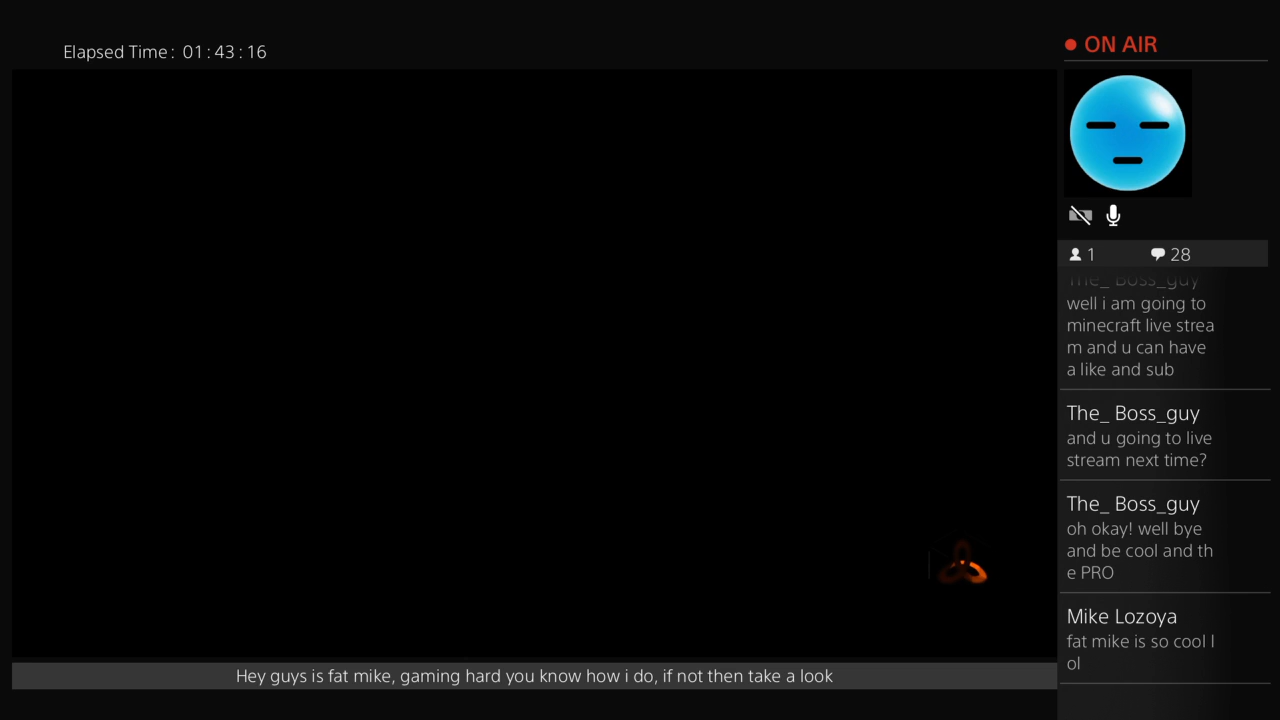 Elapsed Time: 01:43:16
ON AIR
1 28
The_ Boss_guy
well i am going to
minecraft live strea
m and u can have
a like and sub
The_ Boss_guy
and u going to live
stream next time?
The_ Boss_guy
oh okay! well bye
and be cool and th
e PRO
Mike Lozoya
fat mike is so cool l
ol
Hey guys is fat mike, gaming hard you know how i do, if not then take a look